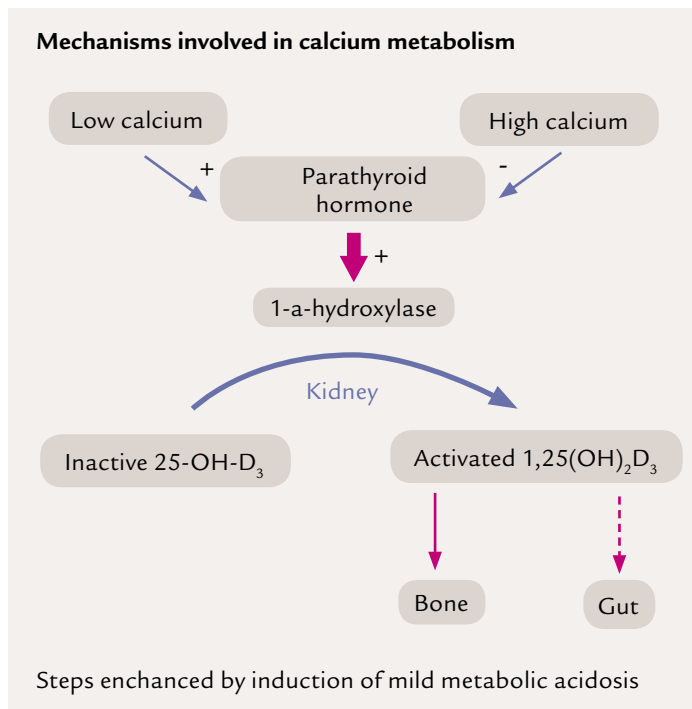 Mechanisms involved in calcium metabolism
Low calcium
High calcium
+
-
Parathyroid
hormone
+
1-a-hydroxylase
Kidney
Inactive 25-OH-D₃
Activated 1,25(OH)₂D₃
Bone
Gut
Steps enchanced by induction of mild metabolic acidosis